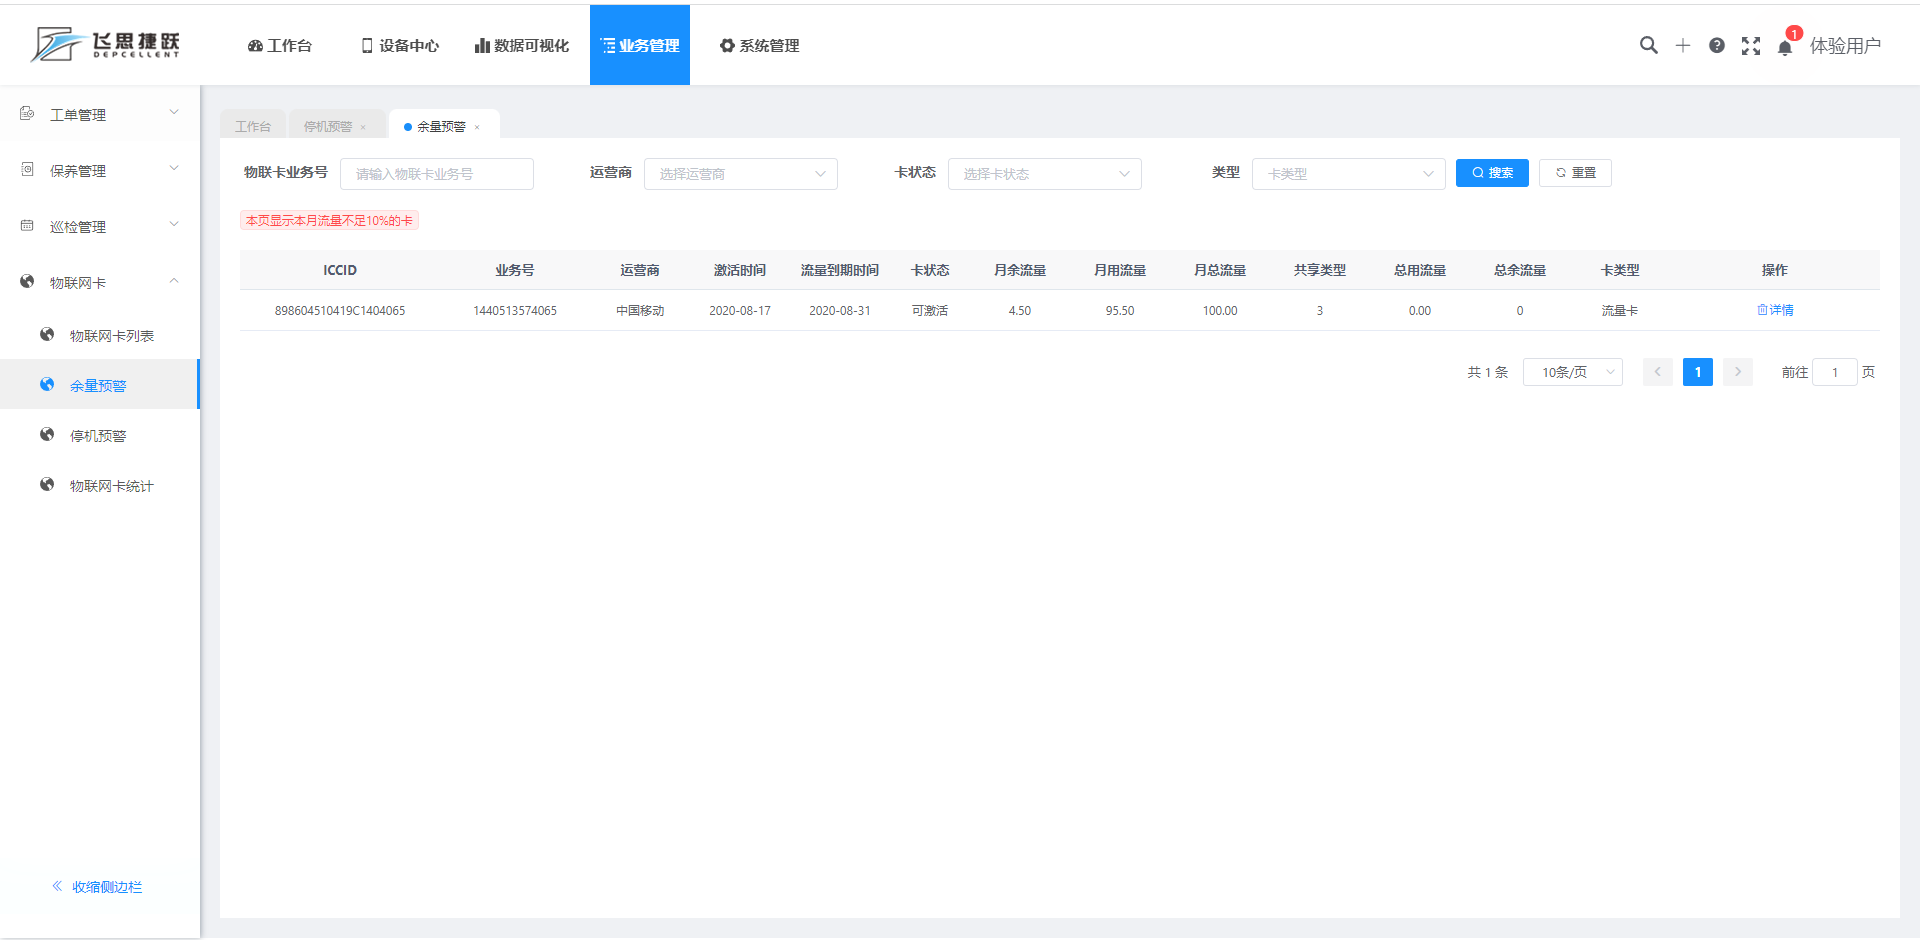 飞思捷跃
DEPCELLENT
工作台
设备中心
数据可视化
业务管理
系统管理
1
体验用户
工单管理
保养管理
巡检管理
物联网卡
物联网卡列表
余量预警
停机预警
物联网卡统计
收缩侧边栏
工作台
停机预警 ×
余量预警 ×
物联卡业务号 请输入物联卡业务号 运营商 选择运营商 卡状态 选择卡状态 类型 卡类型 搜索 重置
本页显示本月流量不足10%的卡
ICCID 业务号 运营商 激活时间 流量到期时间 卡状态 月余流量 月用流量 月总流量 共享类型 总用流量 总余流量 卡类型 操作
898604510419C1404065 1440513574065 中国移动 2020-08-17 2020-08-31 可激活 4.50 95.50 100.00 3 0.00 0 流量卡 详情
共 1 条 10条/页 1 前往 1 页